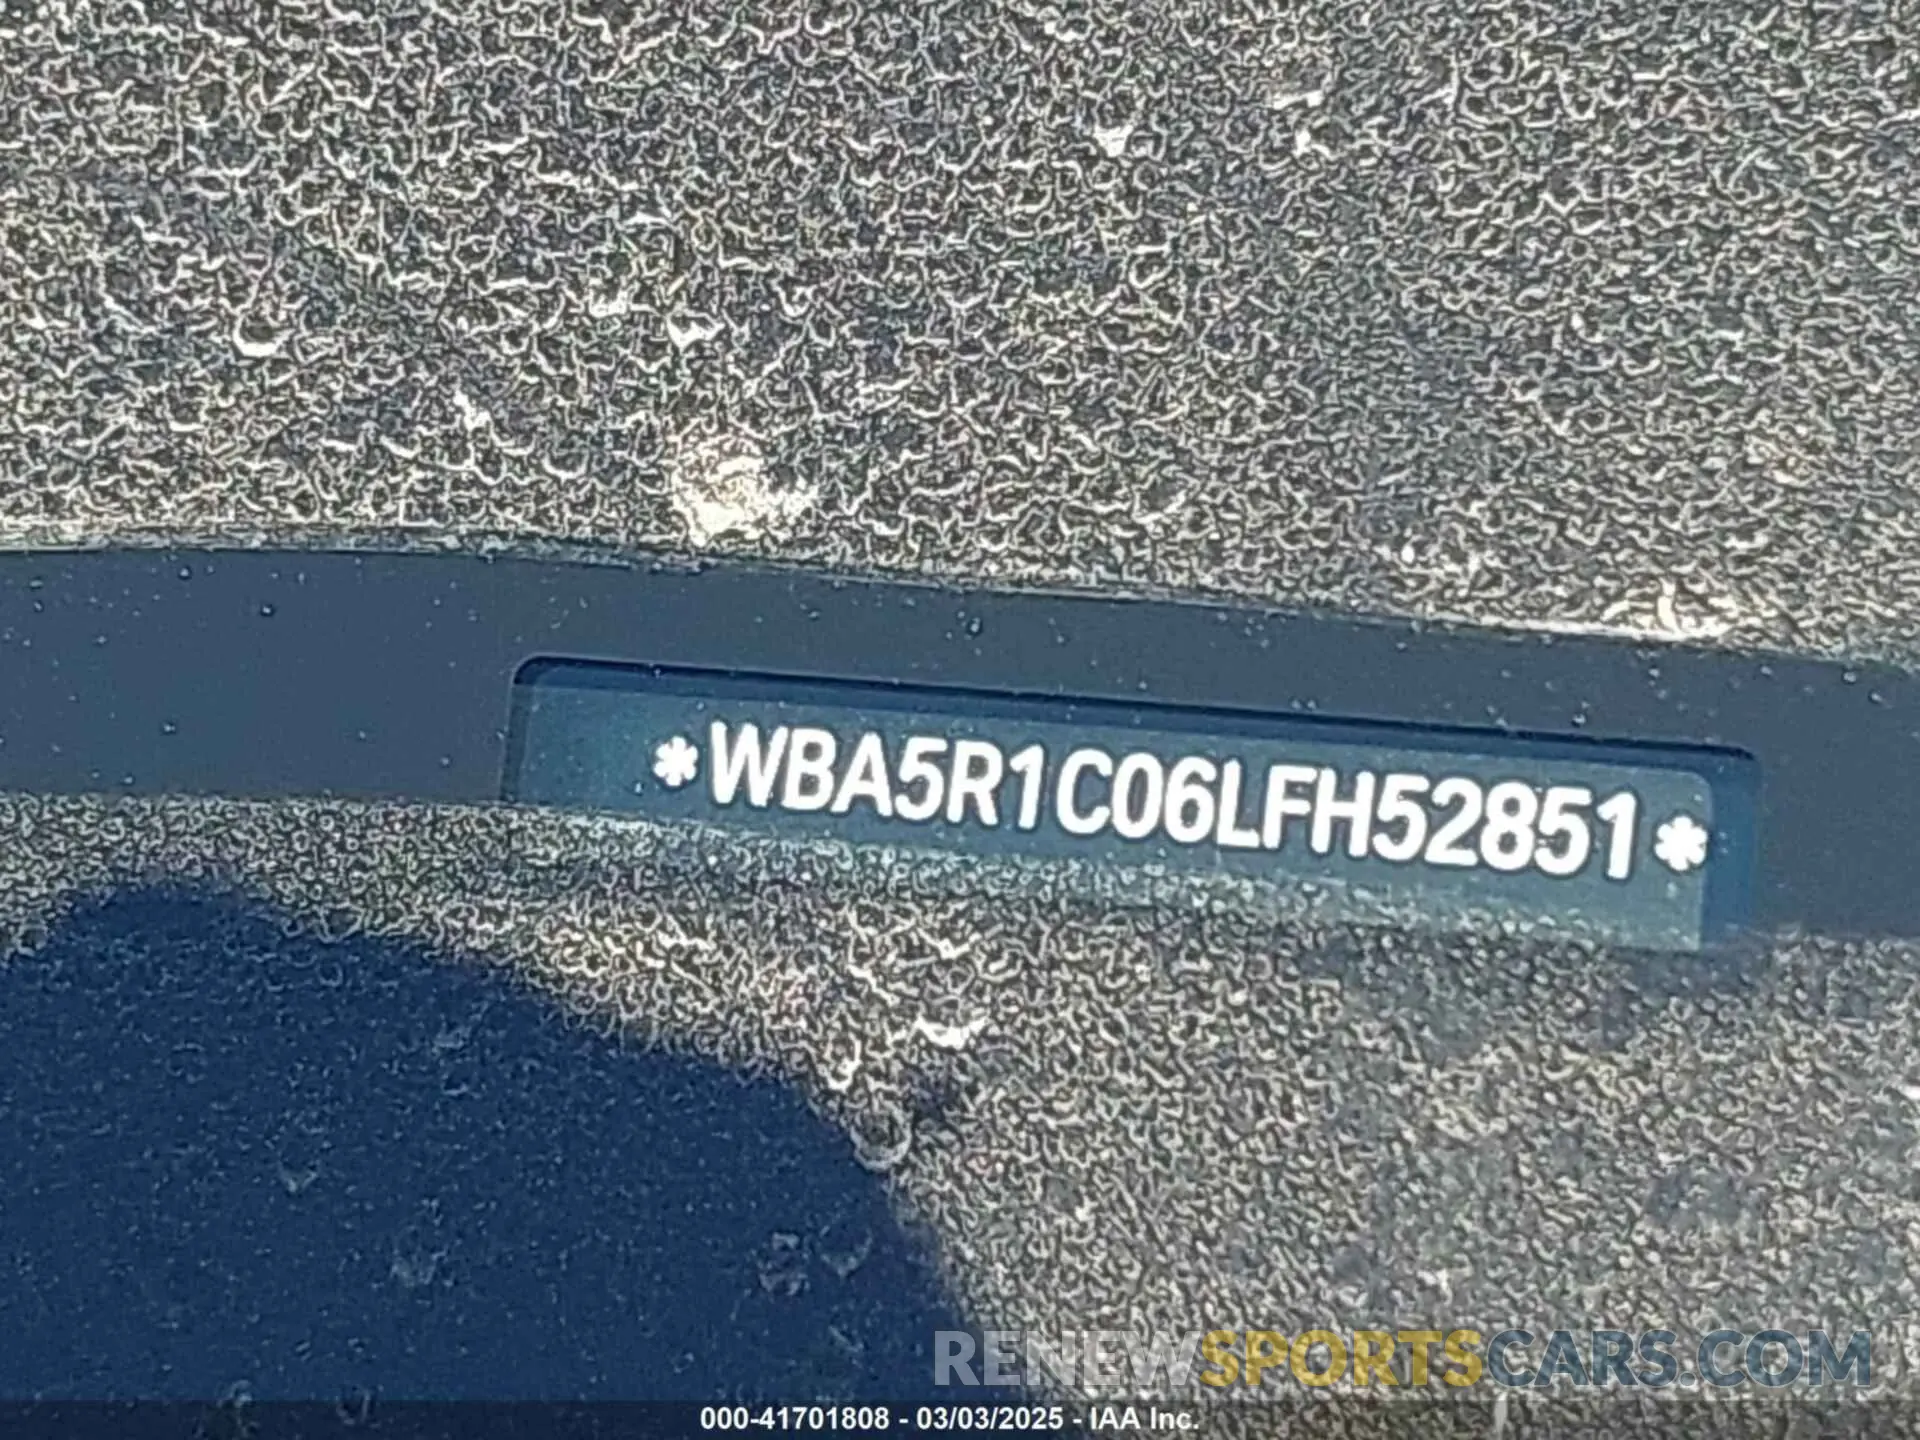 *WBA5R1C06LFH52851*
RENEWSPORTSCARS.COM
000-41701808 - 03/03/2025 - IAA Inc.